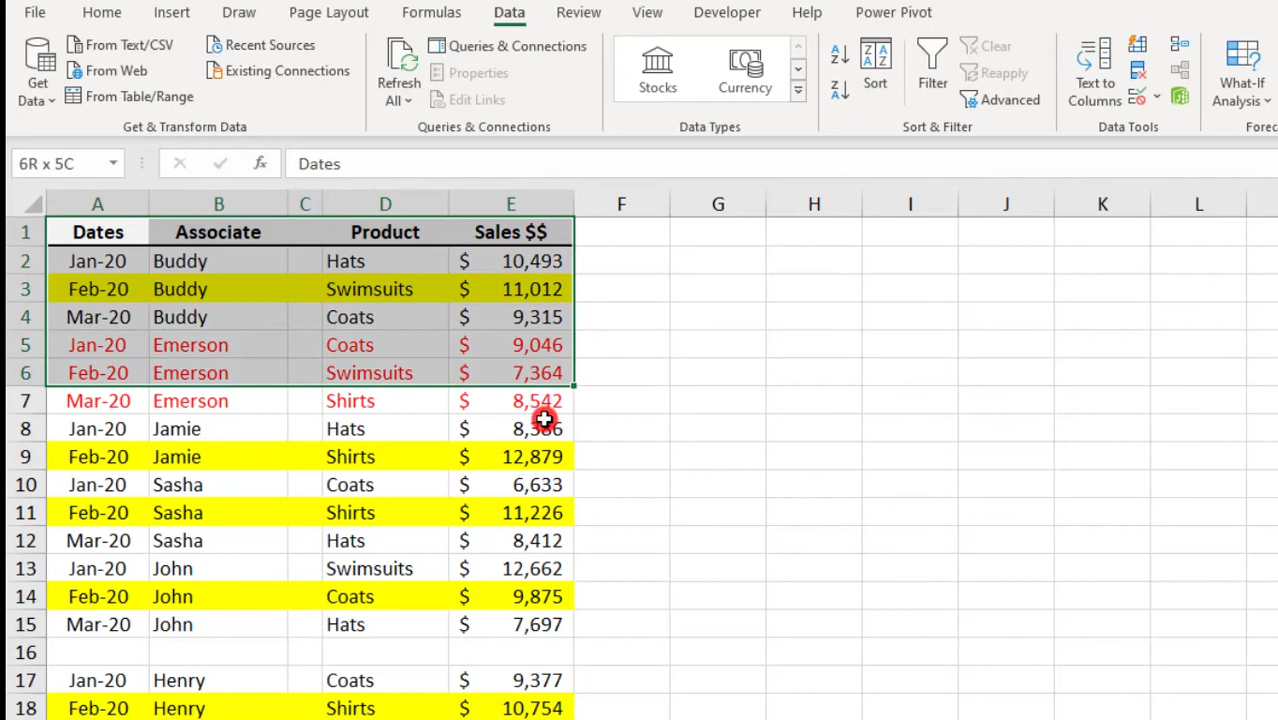 File Home Insert Draw Page Layout Formulas Data Review View Developer Help Power Pivot
Get Data
From Text/CSV
From Web
From Table/Range
Recent Sources
Existing Connections
Get & Transform Data
Refresh All
Queries & Connections
Properties
Edit Links
Queries & Connections
Stocks Currency
Data Types
A Z
Z A
Z A A Z
Sort
Filter
Clear
Reapply
Advanced
Sort & Filter
Text to Columns
Data Tools
What-If Analysis
Forec
6R x 5C fx Dates
A B C D E F G H I J K L
1 Dates Associate Product Sales $$
2 Jan-20 Buddy Hats $ 10,493
3 Feb-20 Buddy Swimsuits $ 11,012
4 Mar-20 Buddy Coats $ 9,315
5 Jan-20 Emerson Coats $ 9,046
6 Feb-20 Emerson Swimsuits $ 7,364
7 Mar-20 Emerson Shirts $ 8,542
8 Jan-20 Jamie Hats $
9 Feb-20 Jamie Shirts $ 12,879
10 Jan-20 Sasha Coats $ 6,633
11 Feb-20 Sasha Shirts $ 11,226
12 Mar-20 Sasha Hats $ 8,412
13 Jan-20 John Swimsuits $ 12,662
14 Feb-20 John Coats $ 9,875
15 Mar-20 John Hats $ 7,697
16
17 Jan-20 Henry Coats $ 9,377
18 Feb-20 Henry Shirts $ 10,754